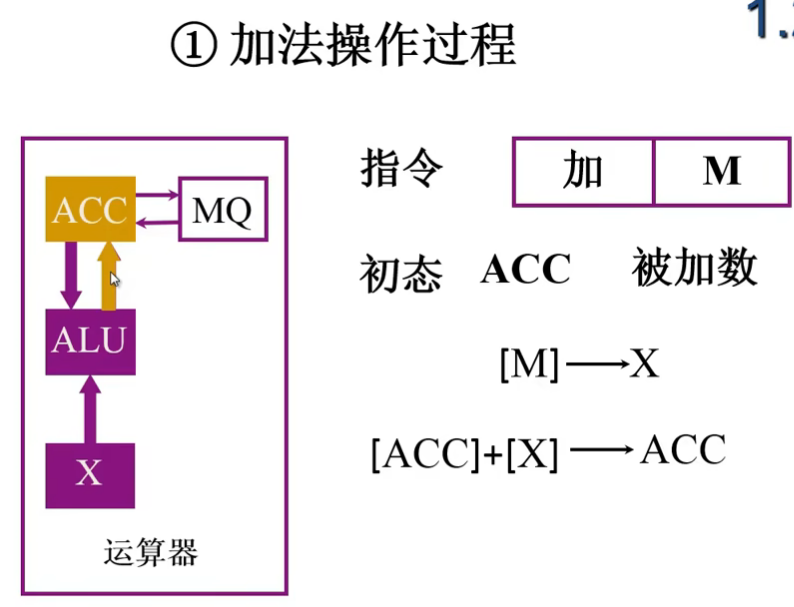 ① 加法操作过程
1.
ACC
MQ
ALU
X
运算器
指令 加 M
初态 ACC 被加数
[M]→X
[ACC]+[X]→ACC